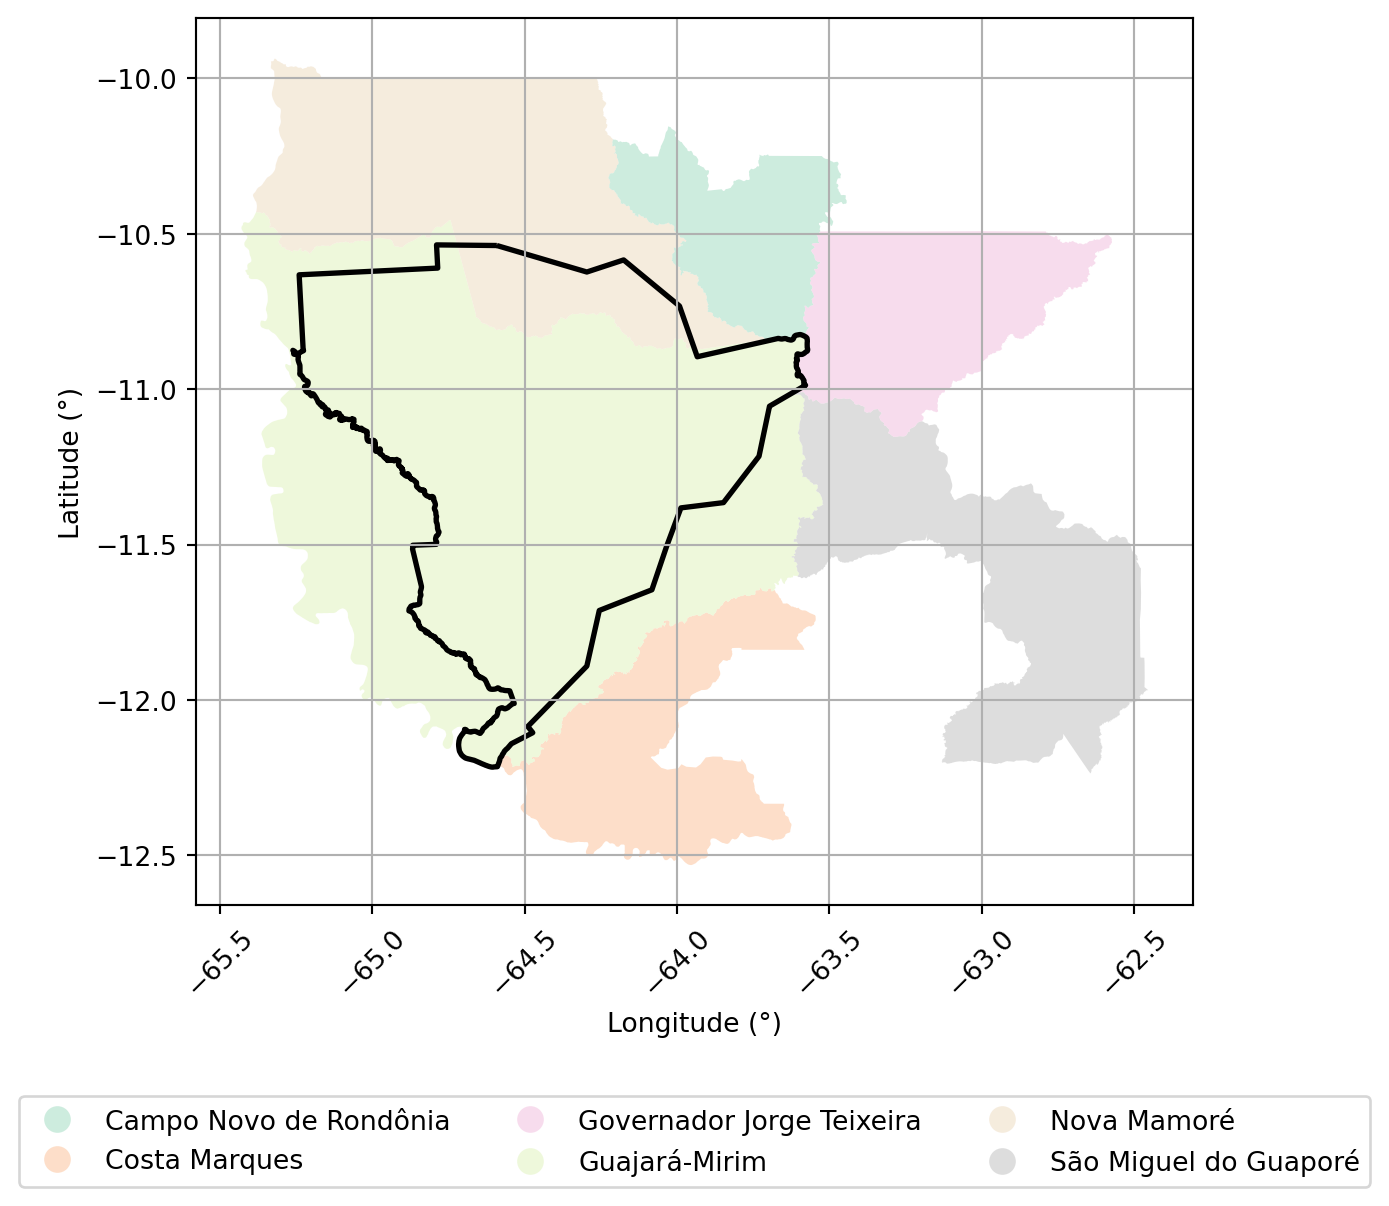 −10.0
−10.5
−11.0
−11.5
−12.0
−12.5
Latitude (°)
−65.5 −65.0 −64.5 −64.0 −63.5 −63.0 −62.5
Longitude (°)
Campo Novo de Rondônia Governador Jorge Teixeira Nova Mamoré
Costa Marques Guajará-Mirim São Miguel do Guaporé